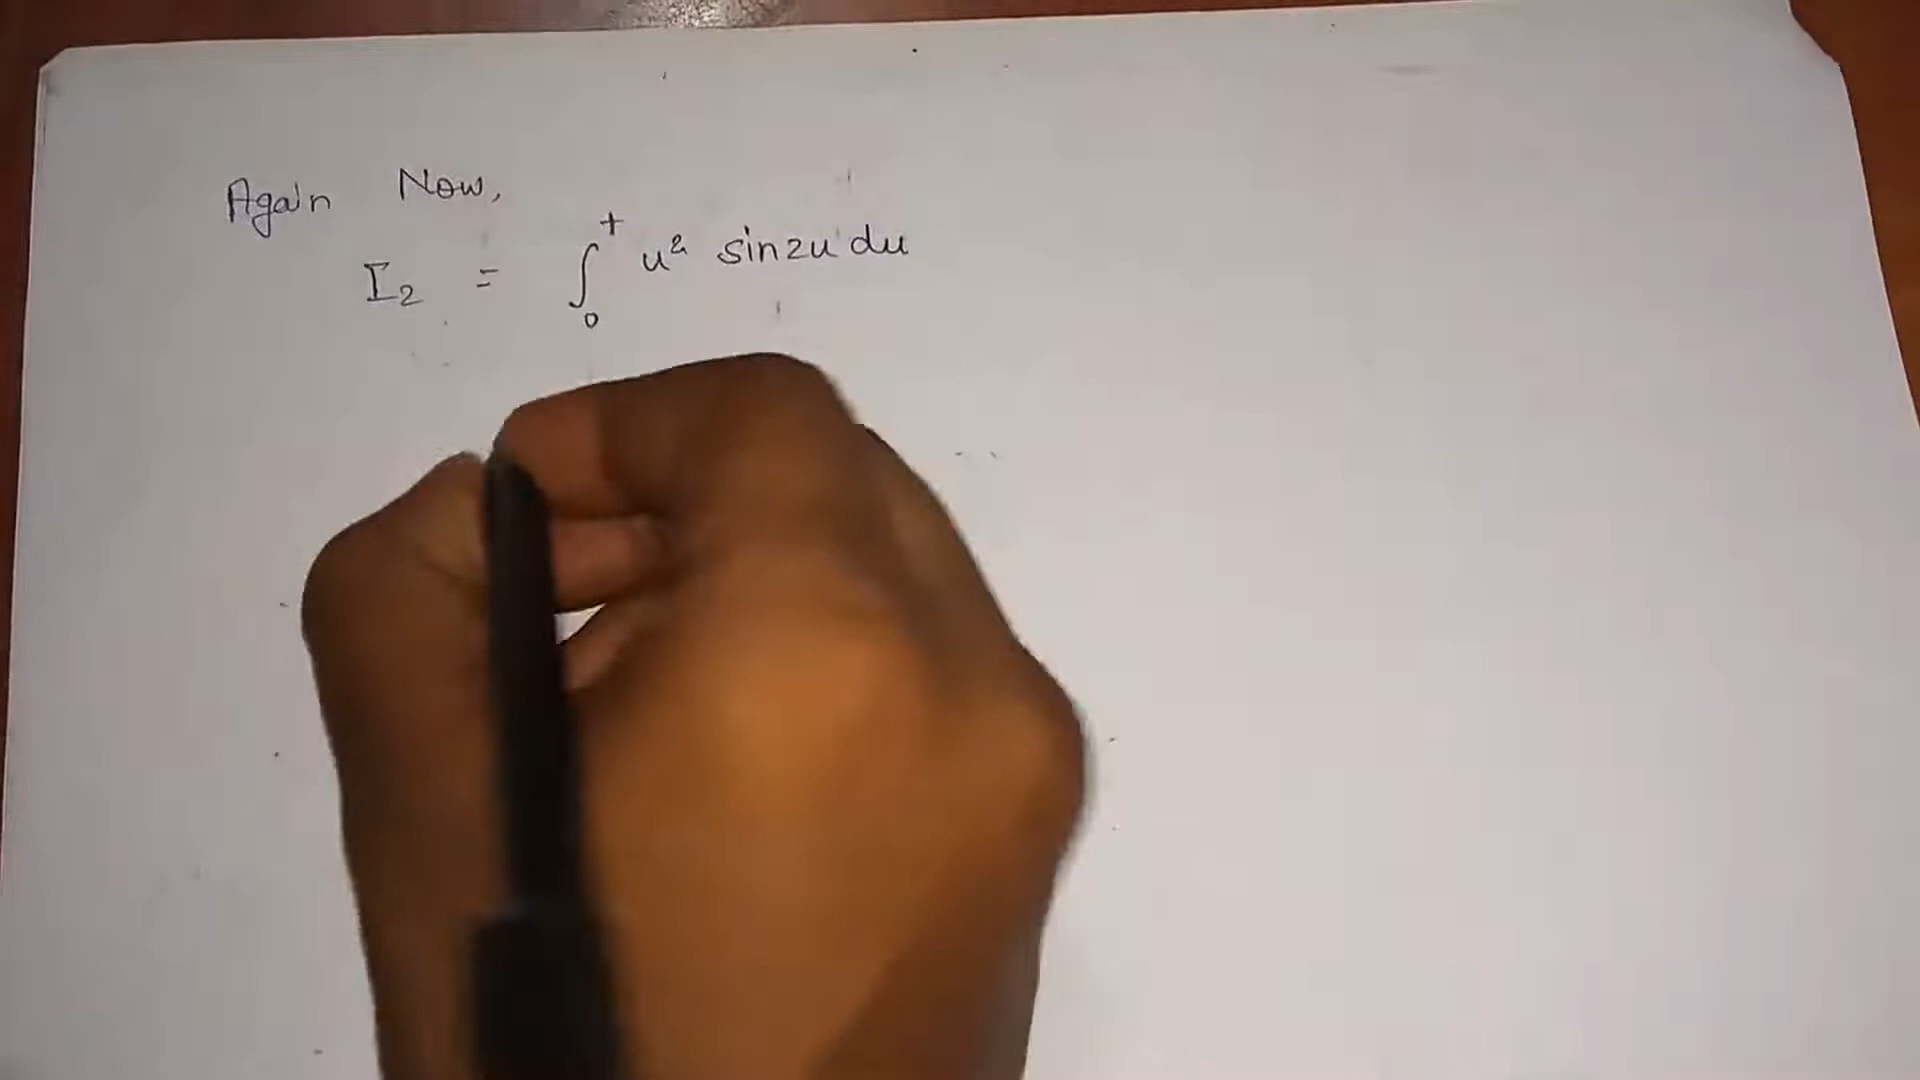 Again Now,
I₂ = ∫₀ᵗ u² sin2u du